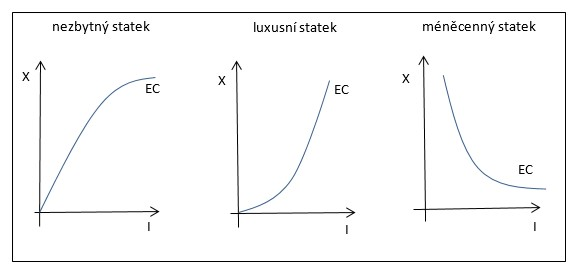 nezbytný statek
X
EC
I
luxusní statek
X
EC
I
méněcenný statek
X
EC
I